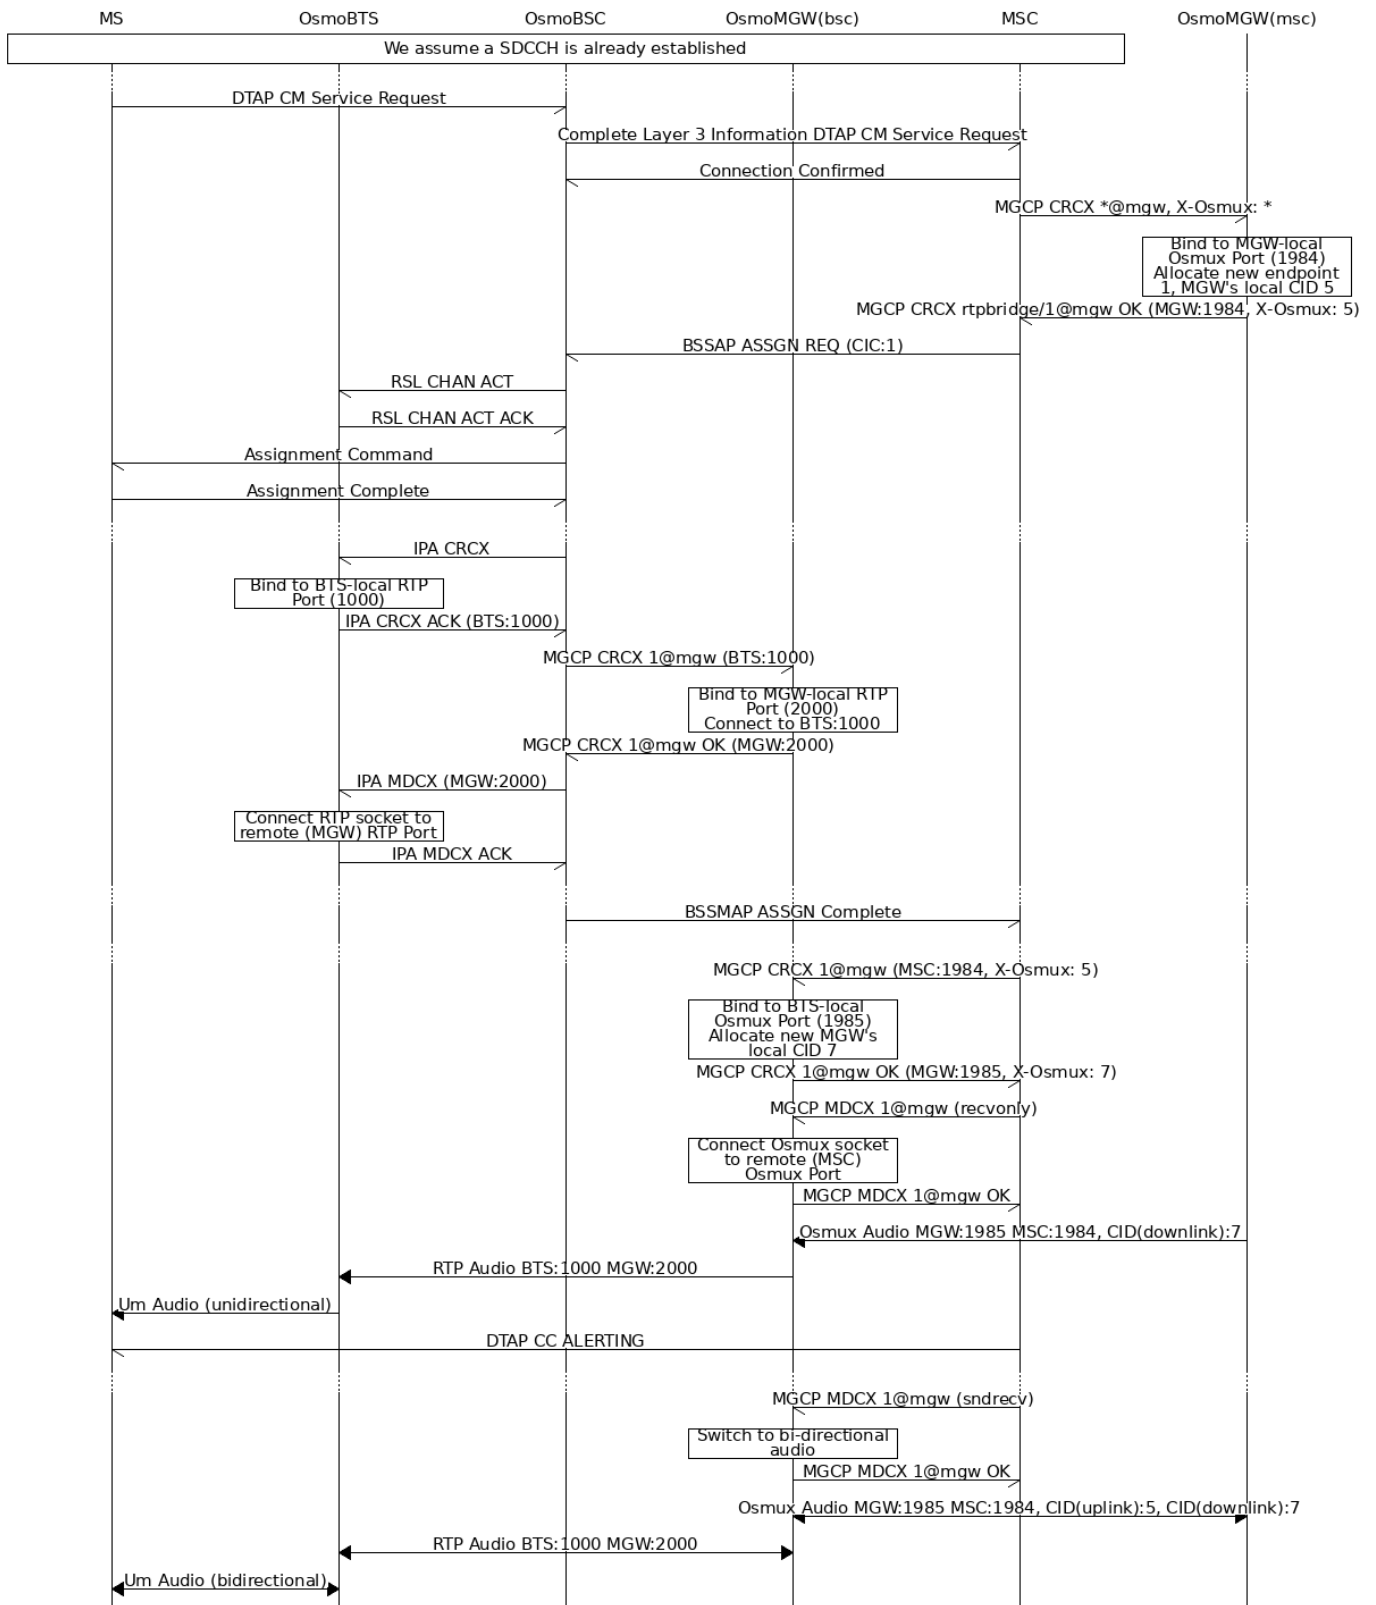 MS OsmoBTS OsmoBSC OsmoMGW(bsc) MSC OsmoMGW(msc)
We assume a SDCCH is already established
DTAP CM Service Request
Complete Layer 3 Information DTAP CM Service Request
Connection Confirmed
MGCP CRCX *@mgw, X-Osmux: *
Bind to MGW-local
Osmux Port (1984)
Allocate new endpoint
1, MGW's local CID 5
MGCP CRCX rtpbridge/1@mgw OK (MGW:1984, X-Osmux: 5)
BSSAP ASSGN REQ (CIC:1)
RSL CHAN ACT
RSL CHAN ACT ACK
Assignment Command
Assignment Complete
IPA CRCX
Bind to BTS-local RTP
Port (1000)
IPA CRCX ACK (BTS:1000)
MGCP CRCX 1@mgw (BTS:1000)
Bind to MGW-local RTP
Port (2000)
Connect to BTS:1000
MGCP CRCX 1@mgw OK (MGW:2000)
IPA MDCX (MGW:2000)
Connect RTP socket to
remote (MGW) RTP Port
IPA MDCX ACK
BSSMAP ASSGN Complete
MGCP CRCX 1@mgw (MSC:1984, X-Osmux: 5)
Bind to BTS-local
Osmux Port (1985)
Allocate new MGW's
local CID 7
MGCP CRCX 1@mgw OK (MGW:1985, X-Osmux: 7)
MGCP MDCX 1@mgw (recvonly)
Connect Osmux socket
to remote (MSC)
Osmux Port
MGCP MDCX 1@mgw OK
Osmux Audio MGW:1985 MSC:1984, CID(downlink):7
RTP Audio BTS:1000 MGW:2000
Um Audio (unidirectional)
DTAP CC ALERTING
MGCP MDCX 1@mgw (sndrecv)
Switch to bi-directional
audio
MGCP MDCX 1@mgw OK
Osmux Audio MGW:1985 MSC:1984, CID(uplink):5, CID(downlink):7
RTP Audio BTS:1000 MGW:2000
Um Audio (bidirectional)